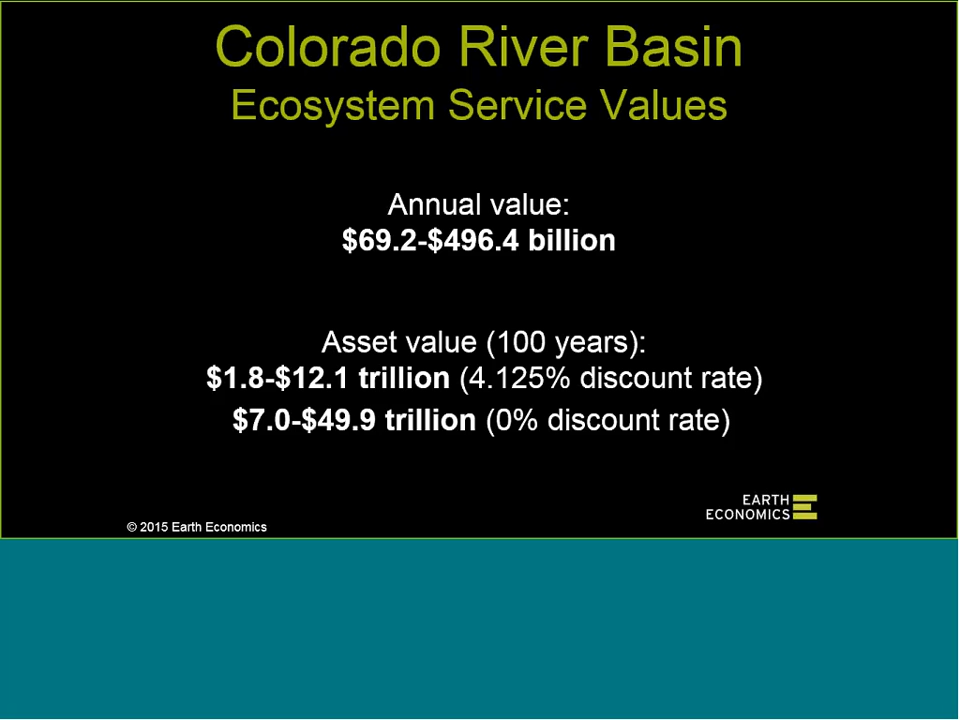 Colorado River Basin
Ecosystem Service Values
Annual value:
$69.2-$496.4 billion
Asset value (100 years):
$1.8-$12.1 trillion (4.125% discount rate)
$7.0-$49.9 trillion (0% discount rate)
EARTH
ECONOMICS
© 2015 Earth Economics